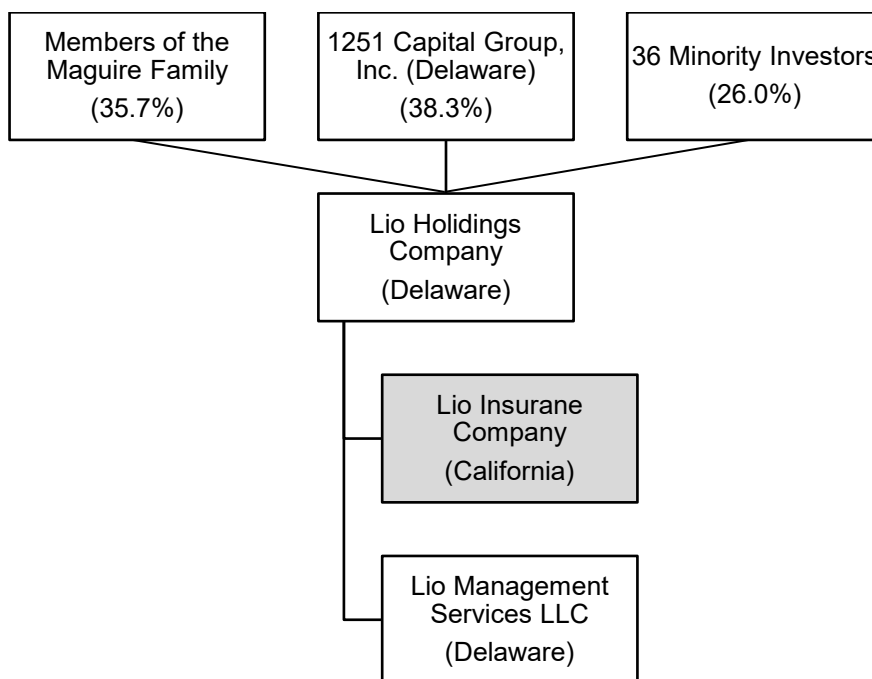 Members of the
Maguire Family
(35.7%)
1251 Capital Group,
Inc. (Delaware)
(38.3%)
36 Minority Investors
(26.0%)
Lio Holidings
Company
(Delaware)
Lio Insurane
Company
(California)
Lio Management
Services LLC
(Delaware)